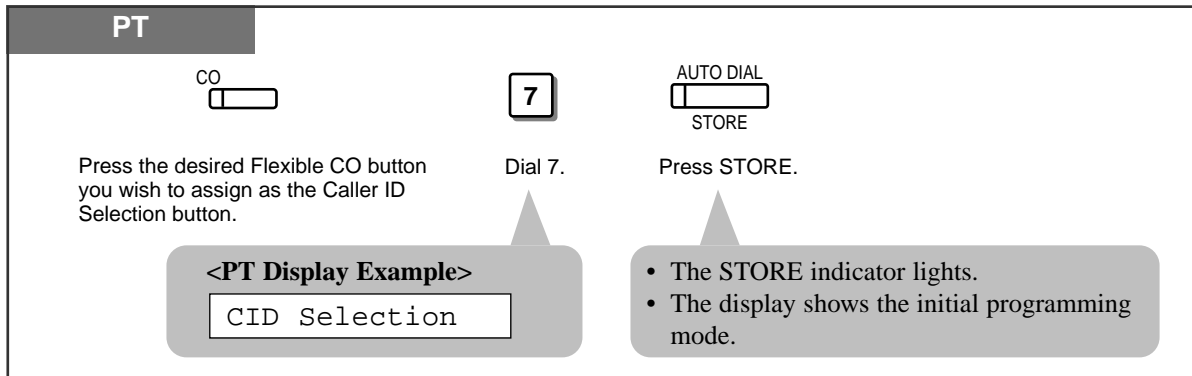 PT
CO
7
AUTO DIAL
STORE
Press the desired Flexible CO button
you wish to assign as the Caller ID
Selection button.
Dial 7.
Press STORE.
<PT Display Example>
CID Selection
• The STORE indicator lights.
• The display shows the initial programming
mode.